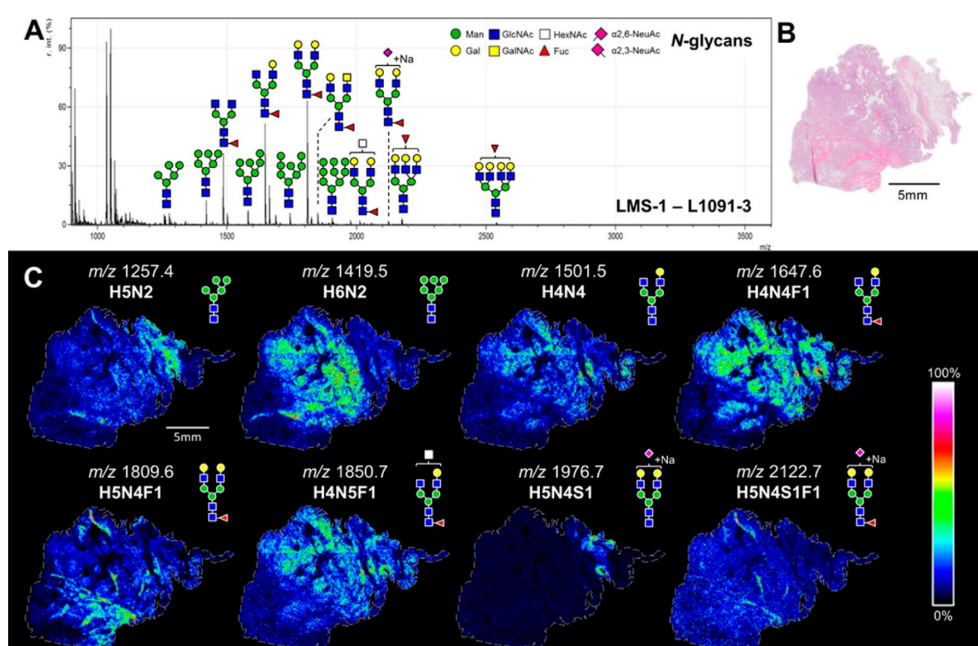 A
r. int. (%)
90
60
30
0
1000
1500
2000
2500
3000
3500
m/z
Man
GlcNAc
HexNAc
α2,6-NeuAc
Gal
GalNAc
Fuc
α2,3-NeuAc
N-glycans
+Na
LMS-1 – L1091-3
B
5mm
C
m/z 1257.4
H5N2
m/z 1419.5
H6N2
m/z 1501.5
H4N4
m/z 1647.6
H4N4F1
5mm
100%
m/z 1809.6
H5N4F1
m/z 1850.7
H4N5F1
m/z 1976.7
H5N4S1
+Na
m/z 2122.7
H5N4S1F1
+Na
0%